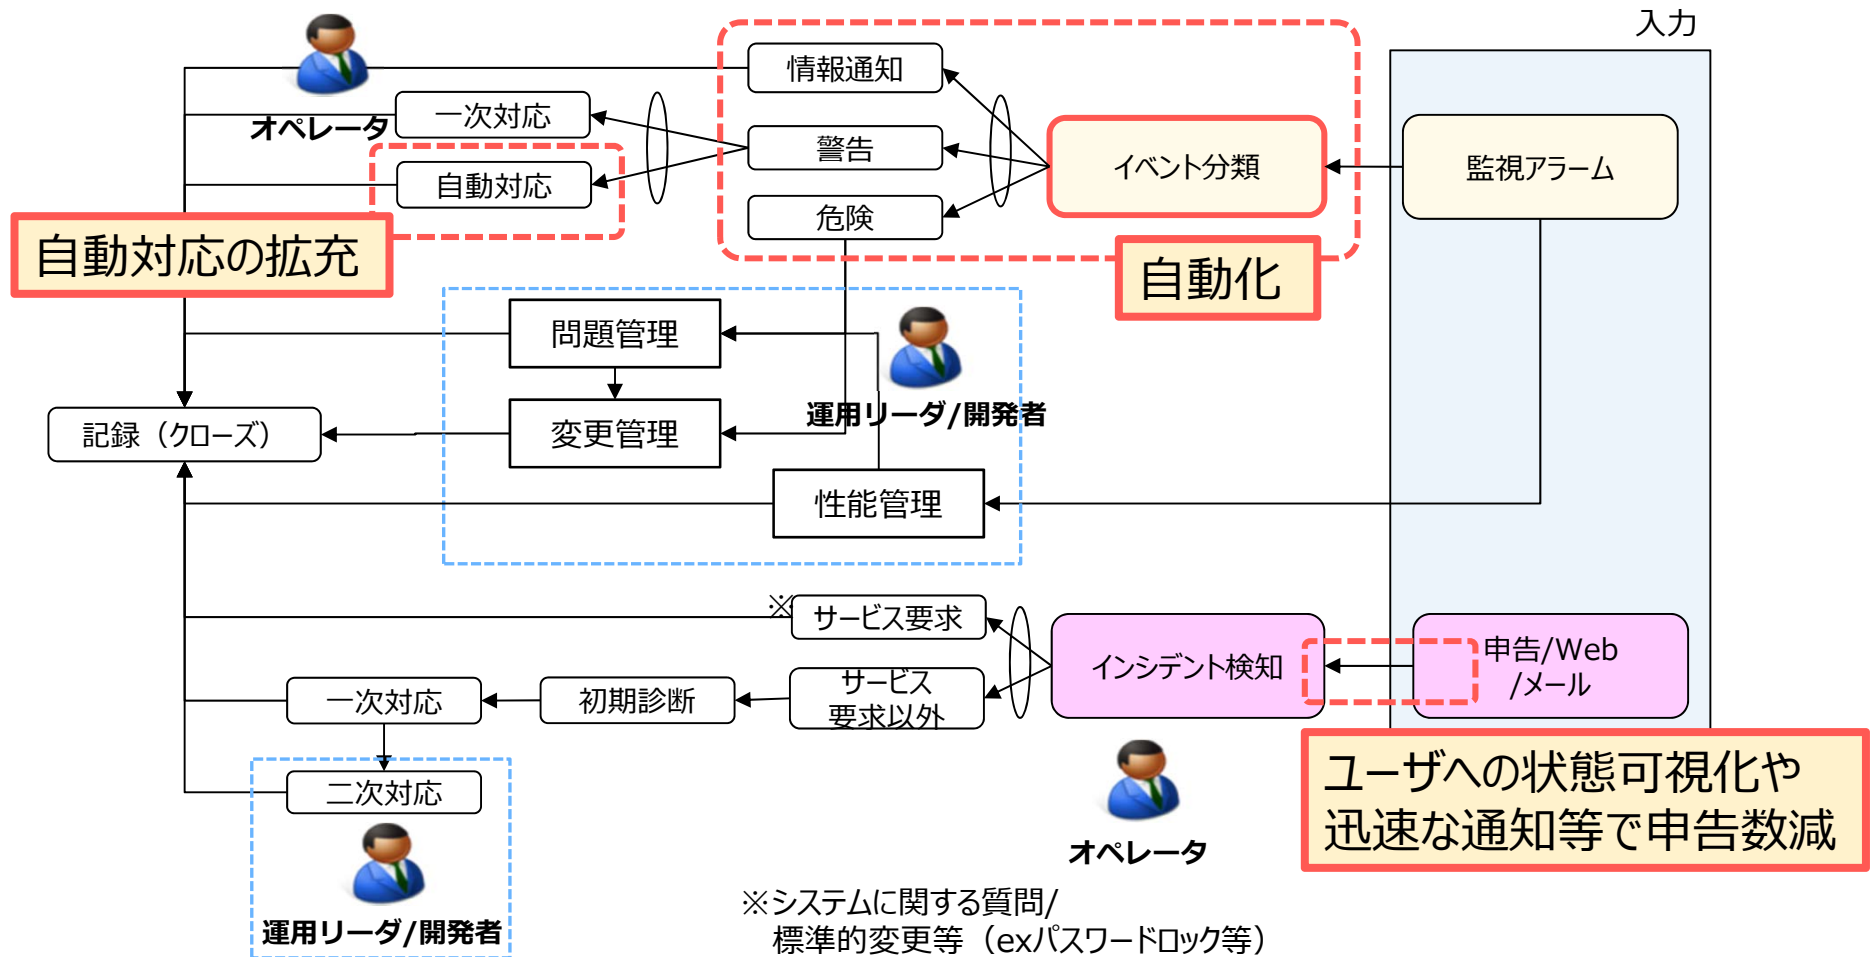 入力
情報通知
オペレータ
一次対応
警告
イベント分類
監視アラーム
自動対応
危険
自動対応の拡充
自動化
問題管理
運用リーダ/開発者
記録（クローズ）
変更管理
性能管理
※
サービス要求
インシデント検知
申告/Web
/メール
一次対応
初期診断
サービス
要求以外
二次対応
オペレータ
ユーザへの状態可視化や
迅速な通知等で申告数減
運用リーダ/開発者
※システムに関する質問/
標準的変更等（exパスワードロック等）